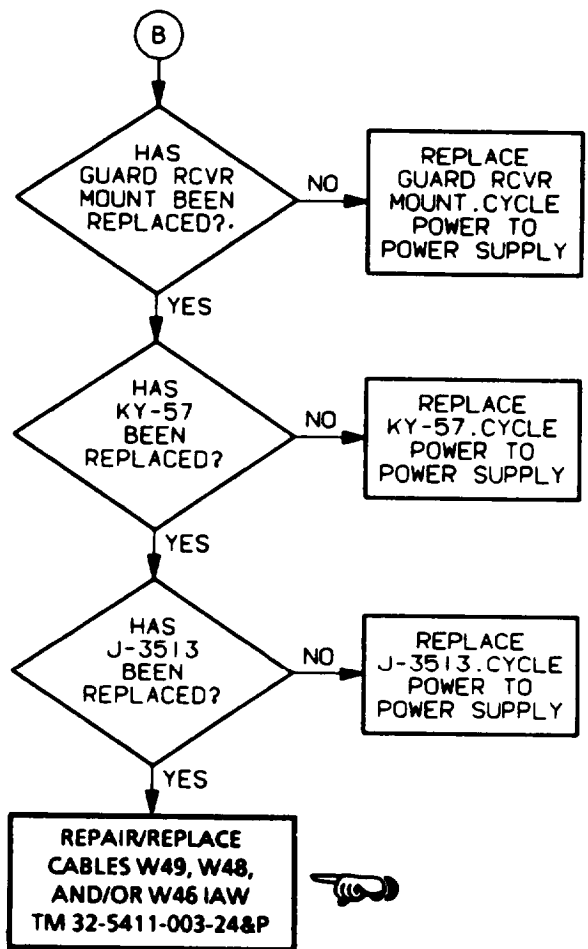 B
HAS
GUARD RCVR
MOUNT BEEN
REPLACED?.
NO
REPLACE
GUARD RCVR
MOUNT.CYCLE
POWER TO
POWER SUPPLY
YES
HAS
KY-57
BEEN
REPLACED?
NO
REPLACE
KY-57.CYCLE
POWER TO
POWER SUPPLY
YES
HAS
J-3513
BEEN
REPLACED?
NO
REPLACE
J-3513.CYCLE
POWER TO
POWER SUPPLY
YES
REPAIR/REPLACE
CABLES W49, W48,
AND/OR W46 IAW
TM 32-5411-003-24&P